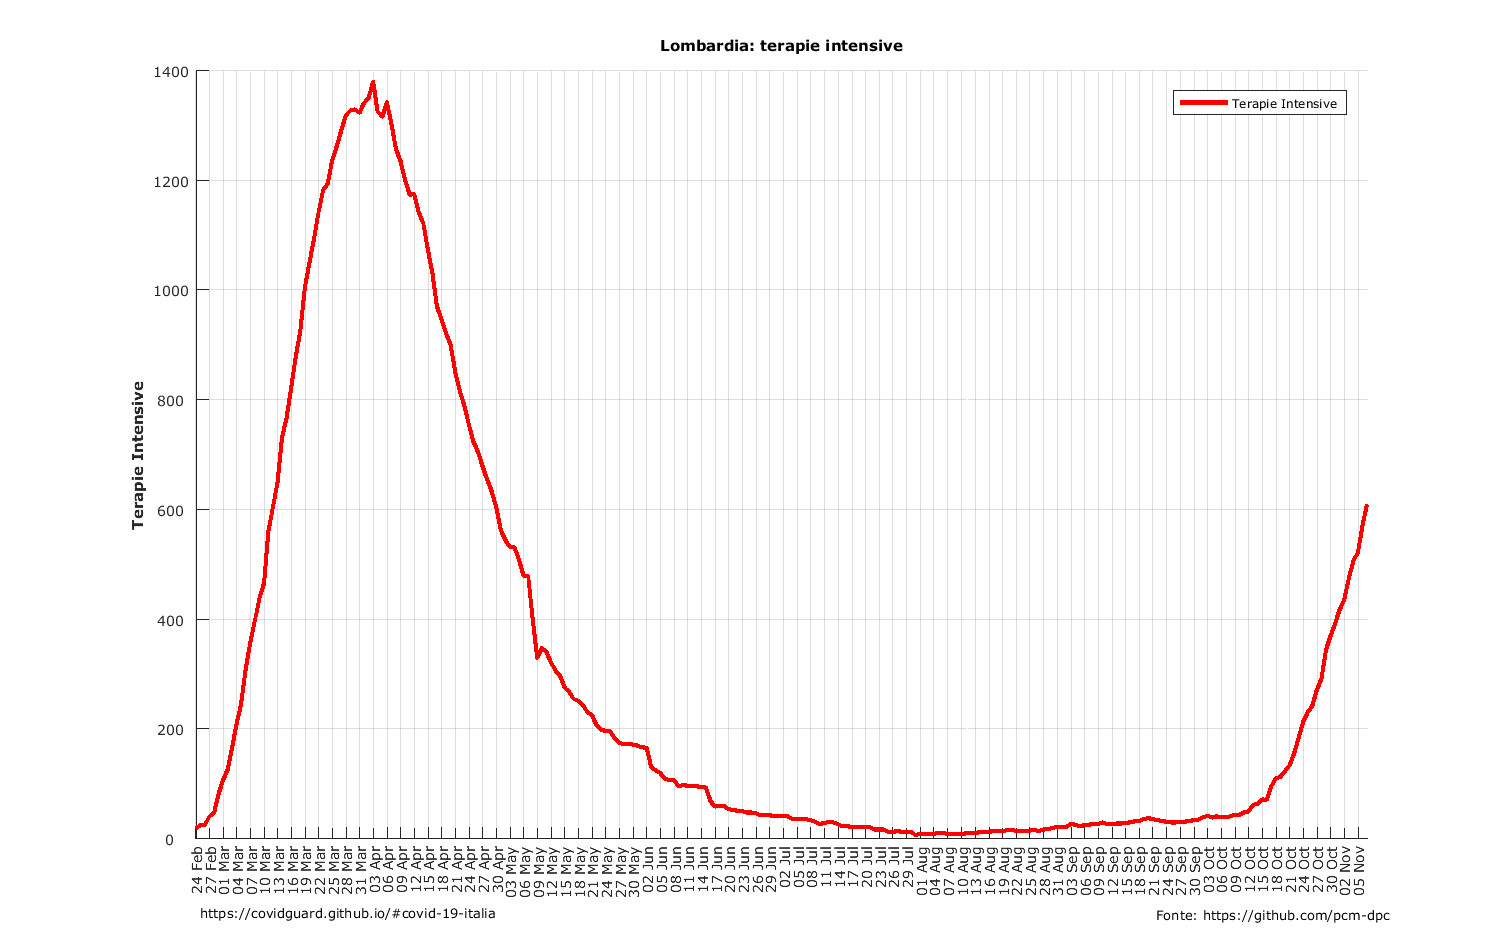 Lombardia: terapie intensive
Terapie Intensive
Terapie Intensive
1400
1200
1000
800
600
400
200
0
24 Feb
27 Feb
01 Mar
04 Mar
07 Mar
10 Mar
13 Mar
16 Mar
19 Mar
22 Mar
25 Mar
28 Mar
31 Mar
03 Apr
06 Apr
09 Apr
12 Apr
15 Apr
18 Apr
21 Apr
24 Apr
27 Apr
30 Apr
03 May
06 May
09 May
12 May
15 May
18 May
21 May
24 May
27 May
30 May
02 Jun
05 Jun
08 Jun
11 Jun
14 Jun
17 Jun
20 Jun
23 Jun
26 Jun
29 Jun
02 Jul
05 Jul
08 Jul
11 Jul
14 Jul
17 Jul
20 Jul
23 Jul
26 Jul
29 Jul
01 Aug
04 Aug
07 Aug
10 Aug
13 Aug
16 Aug
19 Aug
22 Aug
25 Aug
28 Aug
31 Aug
03 Sep
06 Sep
09 Sep
12 Sep
15 Sep
18 Sep
21 Sep
24 Sep
27 Sep
30 Sep
03 Oct
06 Oct
09 Oct
12 Oct
15 Oct
18 Oct
21 Oct
24 Oct
27 Oct
30 Oct
02 Nov
05 Nov
https://covidguard.github.io/#covid-19-italia
Fonte: https://github.com/pcm-dpc